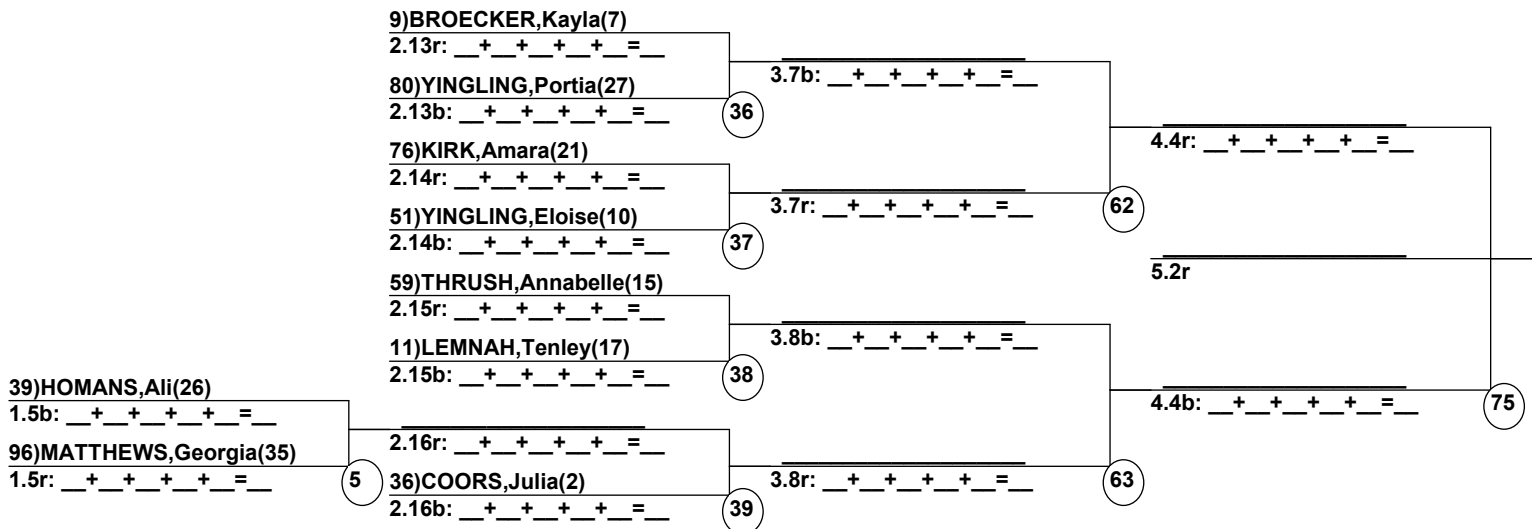 9)BROECKER,Kayla(7)
2.13r: __+__+__+__+__=__
80)YINGLING,Portia(27)
2.13b: __+__+__+__+__=__
36
3.7b: __+__+__+__+__=__
76)KIRK,Amara(21)
2.14r: __+__+__+__+__=__
51)YINGLING,Eloise(10)
2.14b: __+__+__+__+__=__
37
3.7r: __+__+__+__+__=__
62
4.4r: __+__+__+__+__=__
59)THRUSH,Annabelle(15)
2.15r: __+__+__+__+__=__
11)LEMNAH,Tenley(17)
2.15b: __+__+__+__+__=__
38
3.8b: __+__+__+__+__=__
5.2r
39)HOMANS,Ali(26)
1.5b: __+__+__+__+__=__
96)MATTHEWS,Georgia(35)
1.5r: __+__+__+__+__=__
5
2.16r: __+__+__+__+__=__
36)COORS,Julia(2)
2.16b: __+__+__+__+__=__
39
3.8r: __+__+__+__+__=__
63
4.4b: __+__+__+__+__=__
75